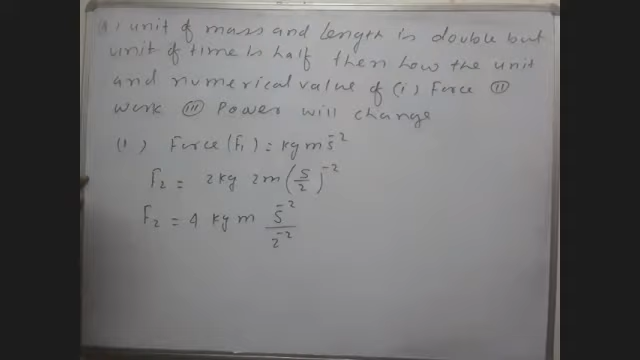 (A) unit of mass and length is double but
unit of time is half then how the unit
and numerical value of (i) Force (ii)
work (iii) Power will change
(1) Force (F₁) = kg m s⁻²
F₂ = 2kg 2m (s/2)⁻²
F₂ = 4 kg m s⁻²/2⁻²